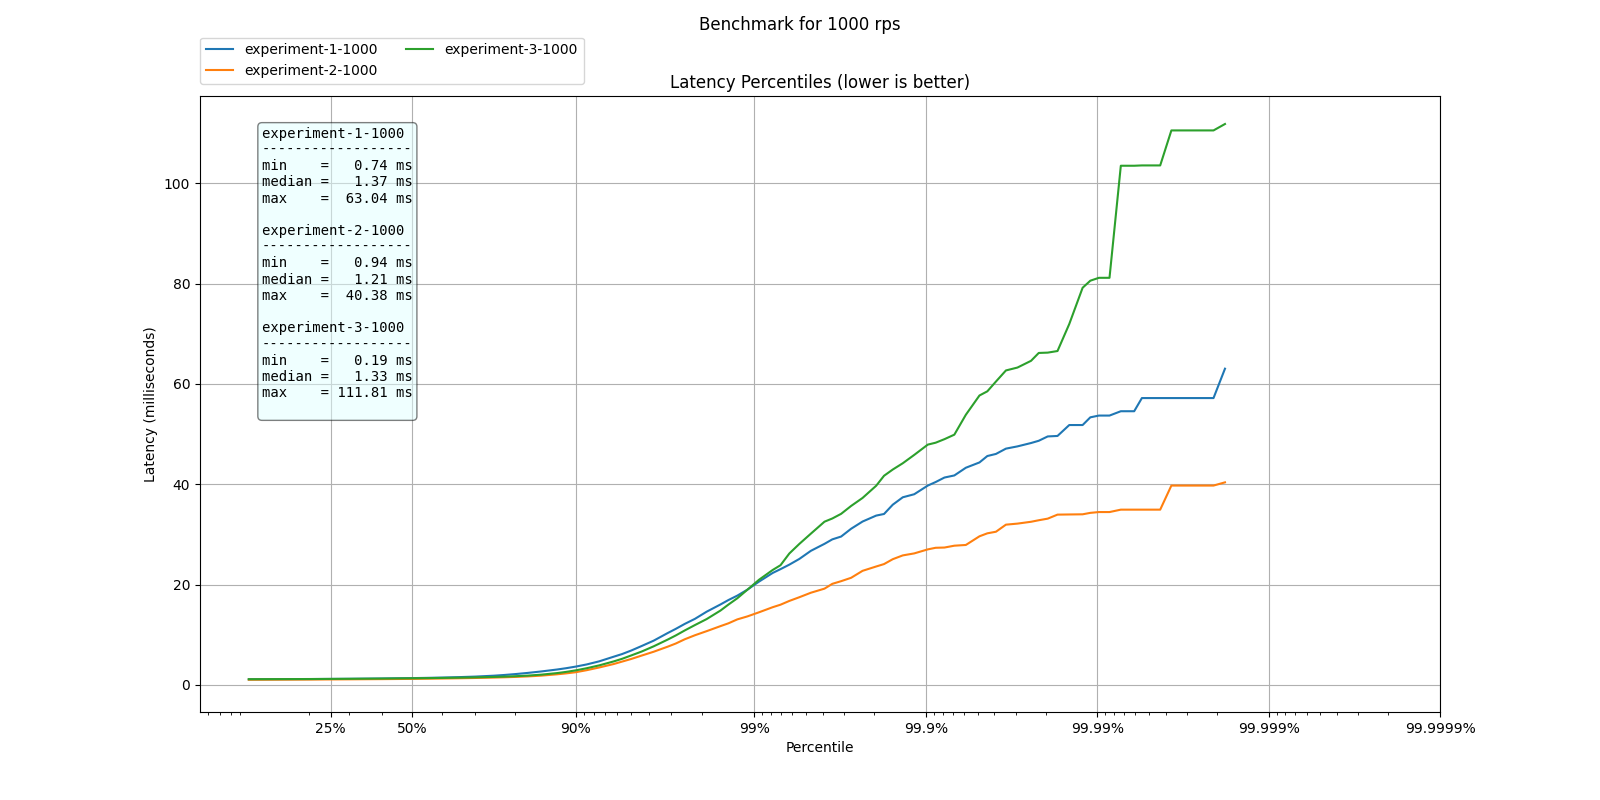 Benchmark for 1000 rps
experiment-1-1000
experiment-2-1000
experiment-3-1000
Latency Percentiles (lower is better)
experiment-1-1000
------------------
min    =   0.74 ms
median =   1.37 ms
max    =  63.04 ms
experiment-2-1000
------------------
min    =   0.94 ms
median =   1.21 ms
max    =  40.38 ms
experiment-3-1000
------------------
min    =   0.19 ms
median =   1.33 ms
max    = 111.81 ms
100
80
60
40
20
0
Latency (milliseconds)
25% 50% 90% 99% 99.9% 99.99% 99.999% 99.9999%
Percentile